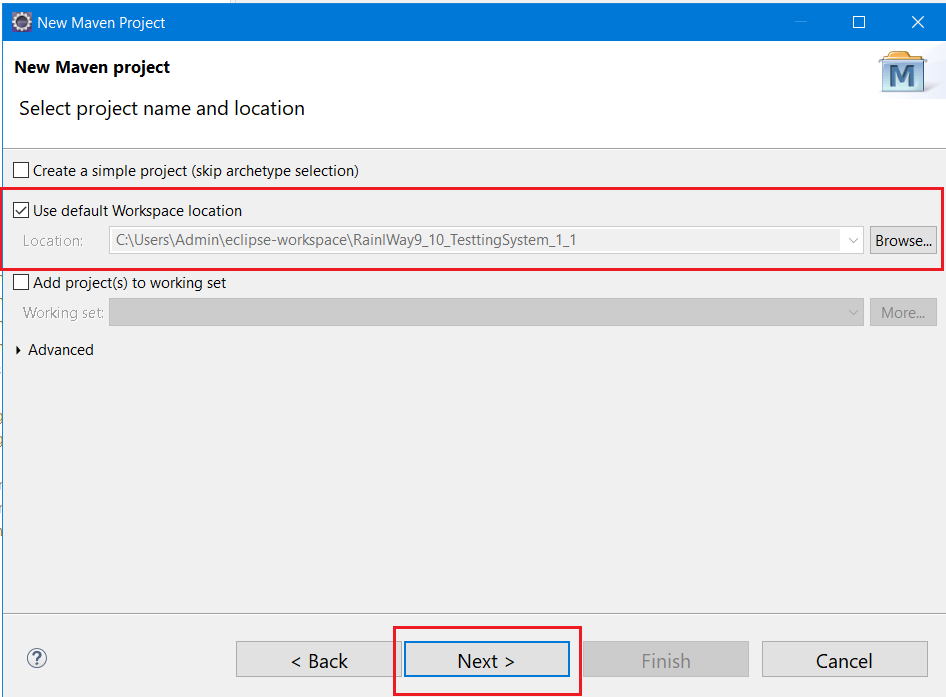 New Maven Project
New Maven project
M
Select project name and location
Create a simple project (skip archetype selection)
Use default Workspace location
Location: C:\Users\Admin\eclipse-workspace\RainlWay9_10_TesttingSystem_1_1 Browse...
Add project(s) to working set
Working set: More...
Advanced
? < Back Next > Finish Cancel